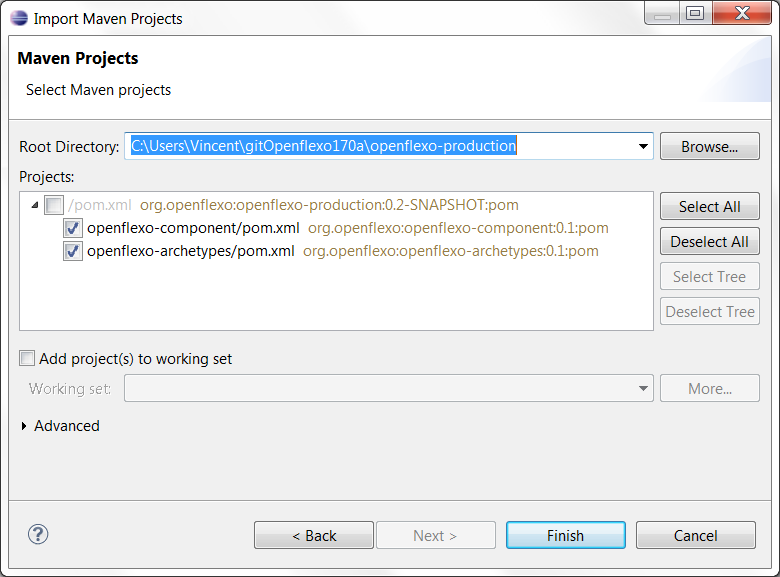 Import Maven Projects
Maven Projects
Select Maven projects
Root Directory: C:\Users\Vincent\gitOpenflexo170a\openflexo-production Browse...
Projects:
/pom.xml org.openflexo:openflexo-production:0.2-SNAPSHOT:pom Select All
openflexo-component/pom.xml org.openflexo:openflexo-component:0.1:pom
Deselect All
openflexo-archetypes/pom.xml org.openflexo:openflexo-archetypes:0.1:pom
Select Tree
Deselect Tree
Add project(s) to working set
Working set: More...
Advanced
? < Back Next > Finish Cancel